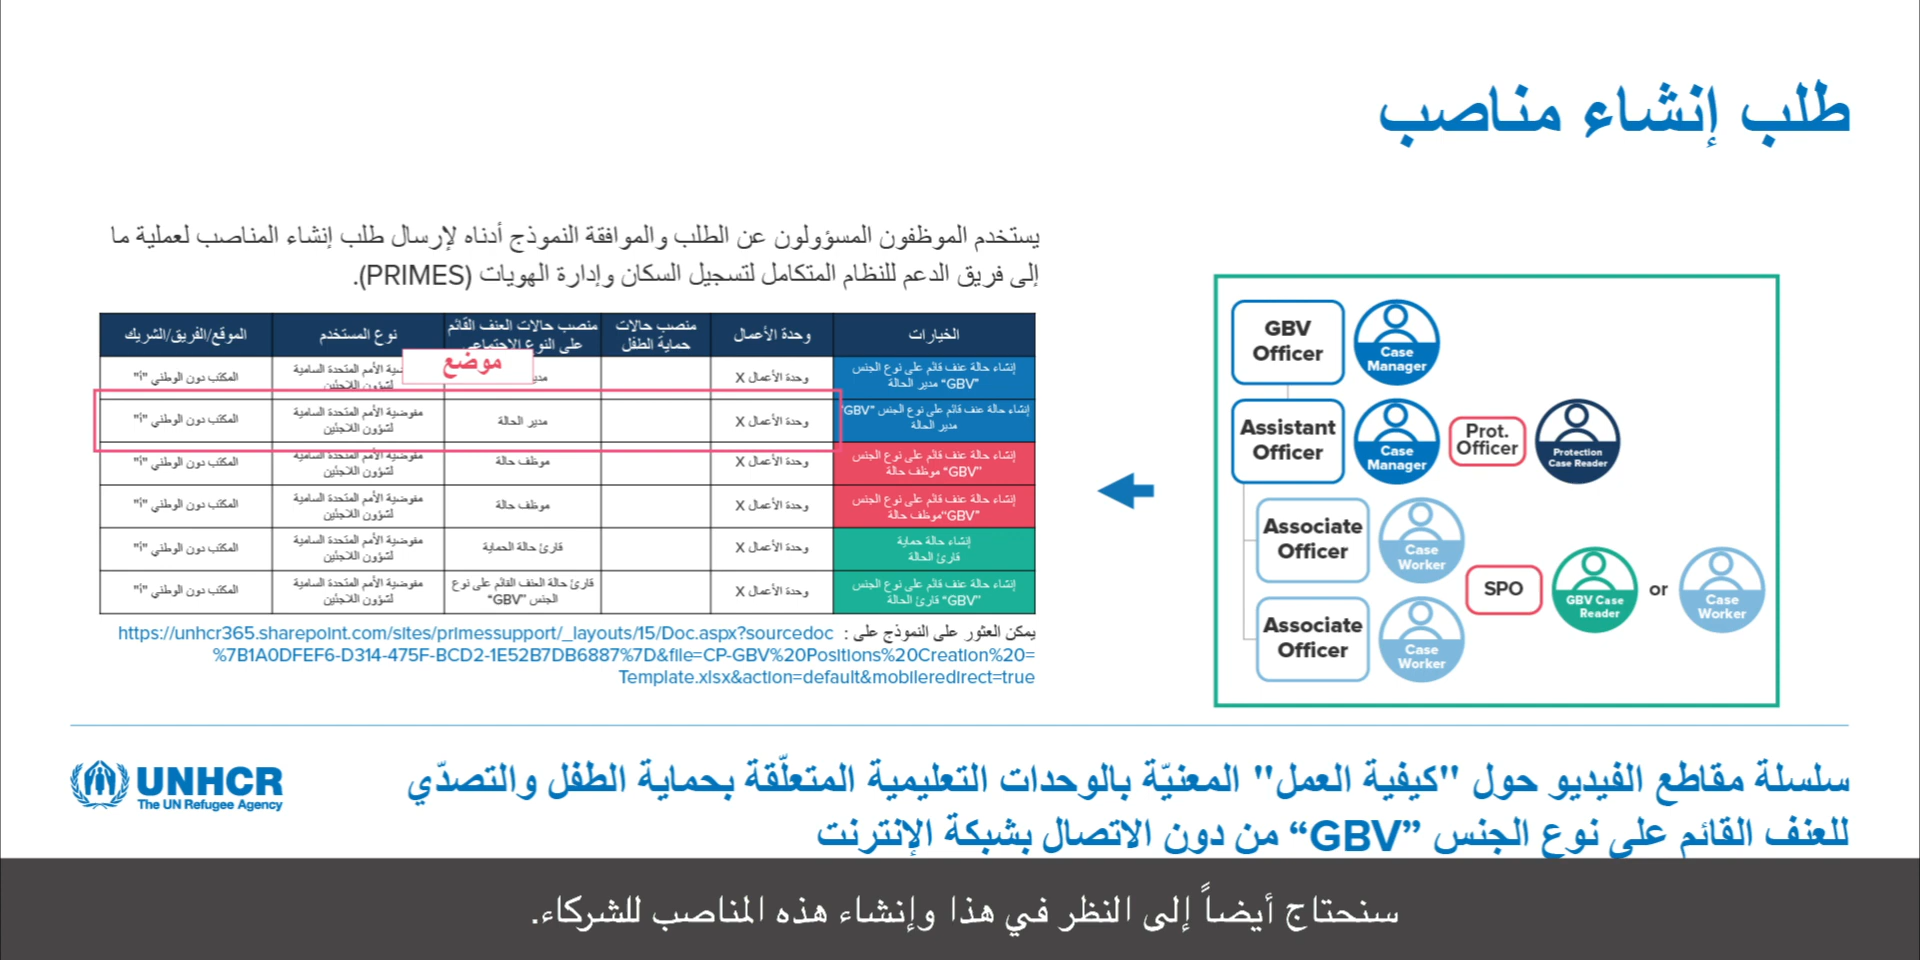 طلب إنشاء مناصب
يستخدم الموظفون المسؤولون عن الطلب والموافقة النموذج أدناه لإرسال طلب إنشاء المناصب لعملية ما
إلى فريق الدعم للنظام المتكامل لتسجيل السكان وإدارة الهويات (PRIMES).
الخيارات
وحدة الأعمال
منصب حالات
حماية الطفل
منصب حالات العنف القائم
على النوع الاجتماعي
نوع المستخدم
الموقع/الفريق/الشريك
موضع
إنشاء حالة عنف قائم على نوع الجنس
“GBV” مدير الحالة
وحدة الأعمال X
لشؤون اللاجئين
المكتب دون الوطني "أ"
إنشاء حالة عنف قائم على نوع الجنس “GBV”
مدير الحالة
وحدة الأعمال X
مدير الحالة
مفوضية الأمم المتحدة السامية
لشؤون اللاجئين
المكتب دون الوطني "أ"
إنشاء حالة عنف قائم على نوع الجنس
“GBV” موظف حالة
وحدة الأعمال X
موظف حالة
مفوضية الأمم المتحدة السامية
لشؤون اللاجئين
المكتب دون الوطني "أ"
إنشاء حالة عنف قائم على نوع الجنس
“GBV”موظف حالة
وحدة الأعمال X
موظف حالة
مفوضية الأمم المتحدة السامية
لشؤون اللاجئين
المكتب دون الوطني "أ"
إنشاء حالة حماية
قارئ الحالة
وحدة الأعمال X
قارئ حالة الحماية
مفوضية الأمم المتحدة السامية
لشؤون اللاجئين
المكتب دون الوطني "أ"
إنشاء حالة عنف قائم على نوع الجنس
“GBV” قارئ الحالة
وحدة الأعمال X
قارئ حالة العنف القائم على نوع
الجنس “GBV”
مفوضية الأمم المتحدة السامية
لشؤون اللاجئين
المكتب دون الوطني "أ"
يمكن العثور على النموذج على : https://unhcr365.sharepoint.com/sites/primessupport/_layouts/15/Doc.aspx?sourcedoc
=%7B1A0DFEF6-D314-475F-BCD2-1E52B7DB6887%7D&file=CP-GBV%20Positions%20Creation%20
Template.xlsx&action=default&mobileredirect=true
GBV
Officer
Case
Manager
Assistant
Officer
Case
Manager
Prot.
Officer
Protection
Case Reader
Associate
Officer
Case
Worker
SPO
GBV Case
Reader
or
Case
Worker
Associate
Officer
Case
Worker
سلسلة مقاطع الفيديو حول "كيفية العمل" المعنيّة بالوحدات التعليمية المتعلّقة بحماية الطفل والتصدّي
للعنف القائم على نوع الجنس “GBV” من دون الاتصال بشبكة الإنترنت
UNHCR
The UN Refugee Agency
سنحتاج أيضاً إلى النظر في هذا وإنشاء هذه المناصب للشركاء.